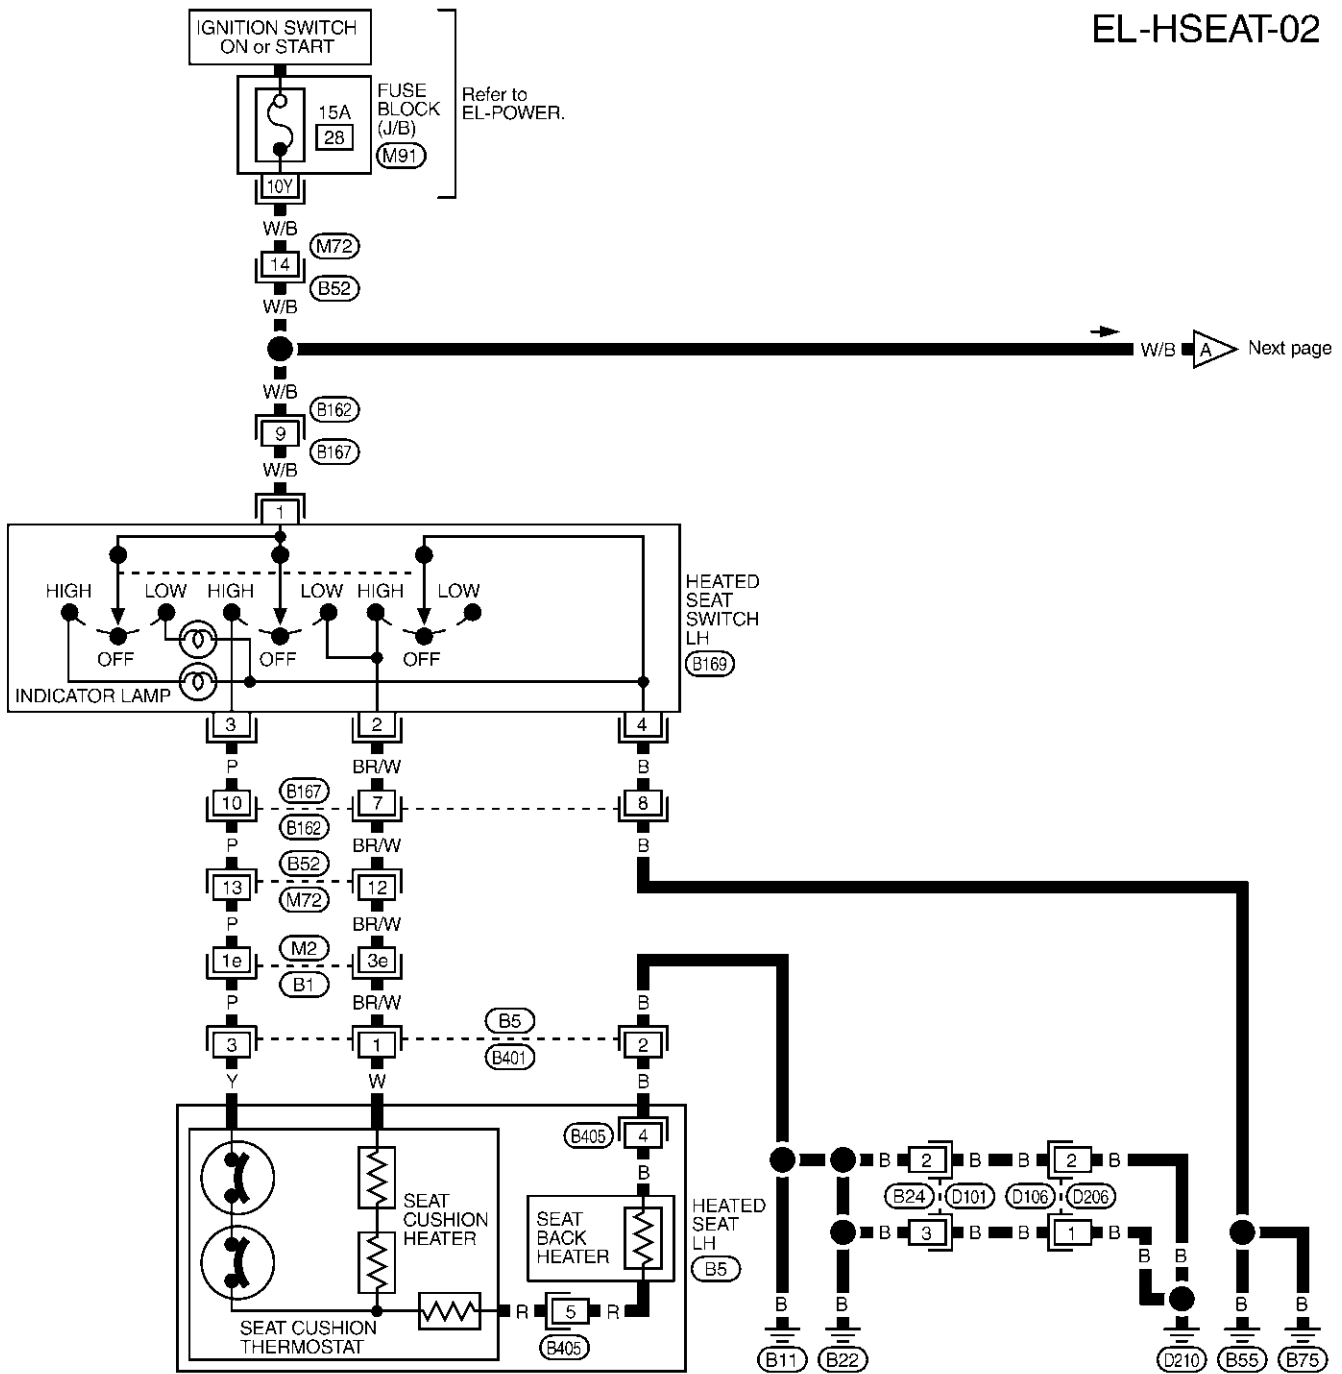 EL-HSEAT-02
IGNITION SWITCH
ON or START
FUSE
BLOCK
(J/B)
M91
15A
28
Refer to
EL-POWER.
10Y
W/B
M72
14
B52
W/B
W/B
A
Next page
W/B
B162
9
B167
W/B
1
HIGH
LOW
HIGH
LOW
HIGH
LOW
OFF
OFF
OFF
INDICATOR LAMP
HEATED
SEAT
SWITCH
LH
B169
3
2
4
P
BR/W
B
10
B167
7
8
B162
P
BR/W
B
B52
13
12
M72
P
BR/W
M2
1e
3e
B1
P
BR/W
B
B5
3
1
2
B401
Y
W
B
B405
4
B
SEAT
CUSHION
HEATER
SEAT
BACK
HEATER
HEATED
SEAT
LH
B5
SEAT CUSHION
THERMOSTAT
R
5
R
B405
B
2
B
B
2
B
B24
D101
D106
D206
B
3
B
B
1
B
B
B
B
B
B
B
B11
B22
D210
B55
B75